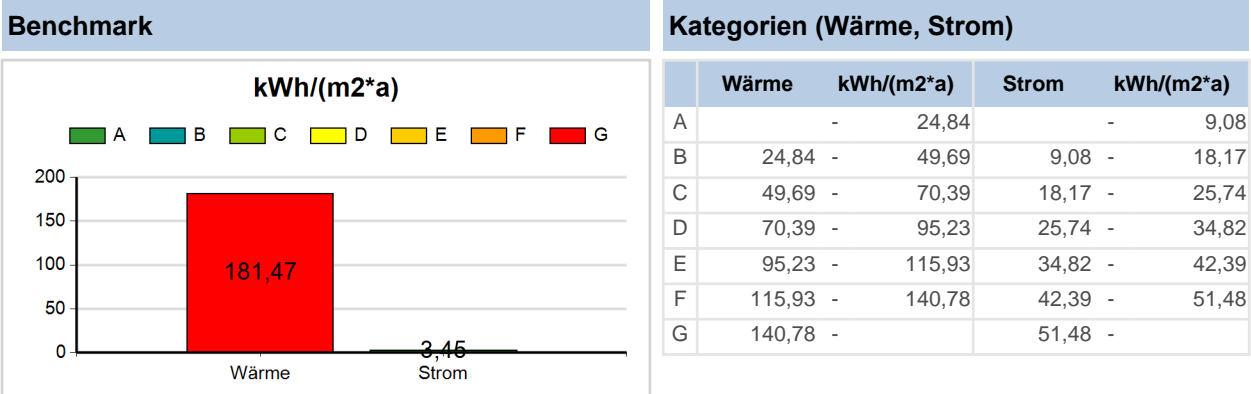 Benchmark
kWh/(m2*a)
A B C D E F G
200
150
100
50
0
181,47
3,45
Wärme Strom
Kategorien (Wärme, Strom)
Wärme kWh/(m2*a) Strom kWh/(m2*a)
A - 24,84 - 9,08
B 24,84 - 49,69 9,08 - 18,17
C 49,69 - 70,39 18,17 - 25,74
D 70,39 - 95,23 25,74 - 34,82
E 95,23 - 115,93 34,82 - 42,39
F 115,93 - 140,78 42,39 - 51,48
G 140,78 - 51,48 -